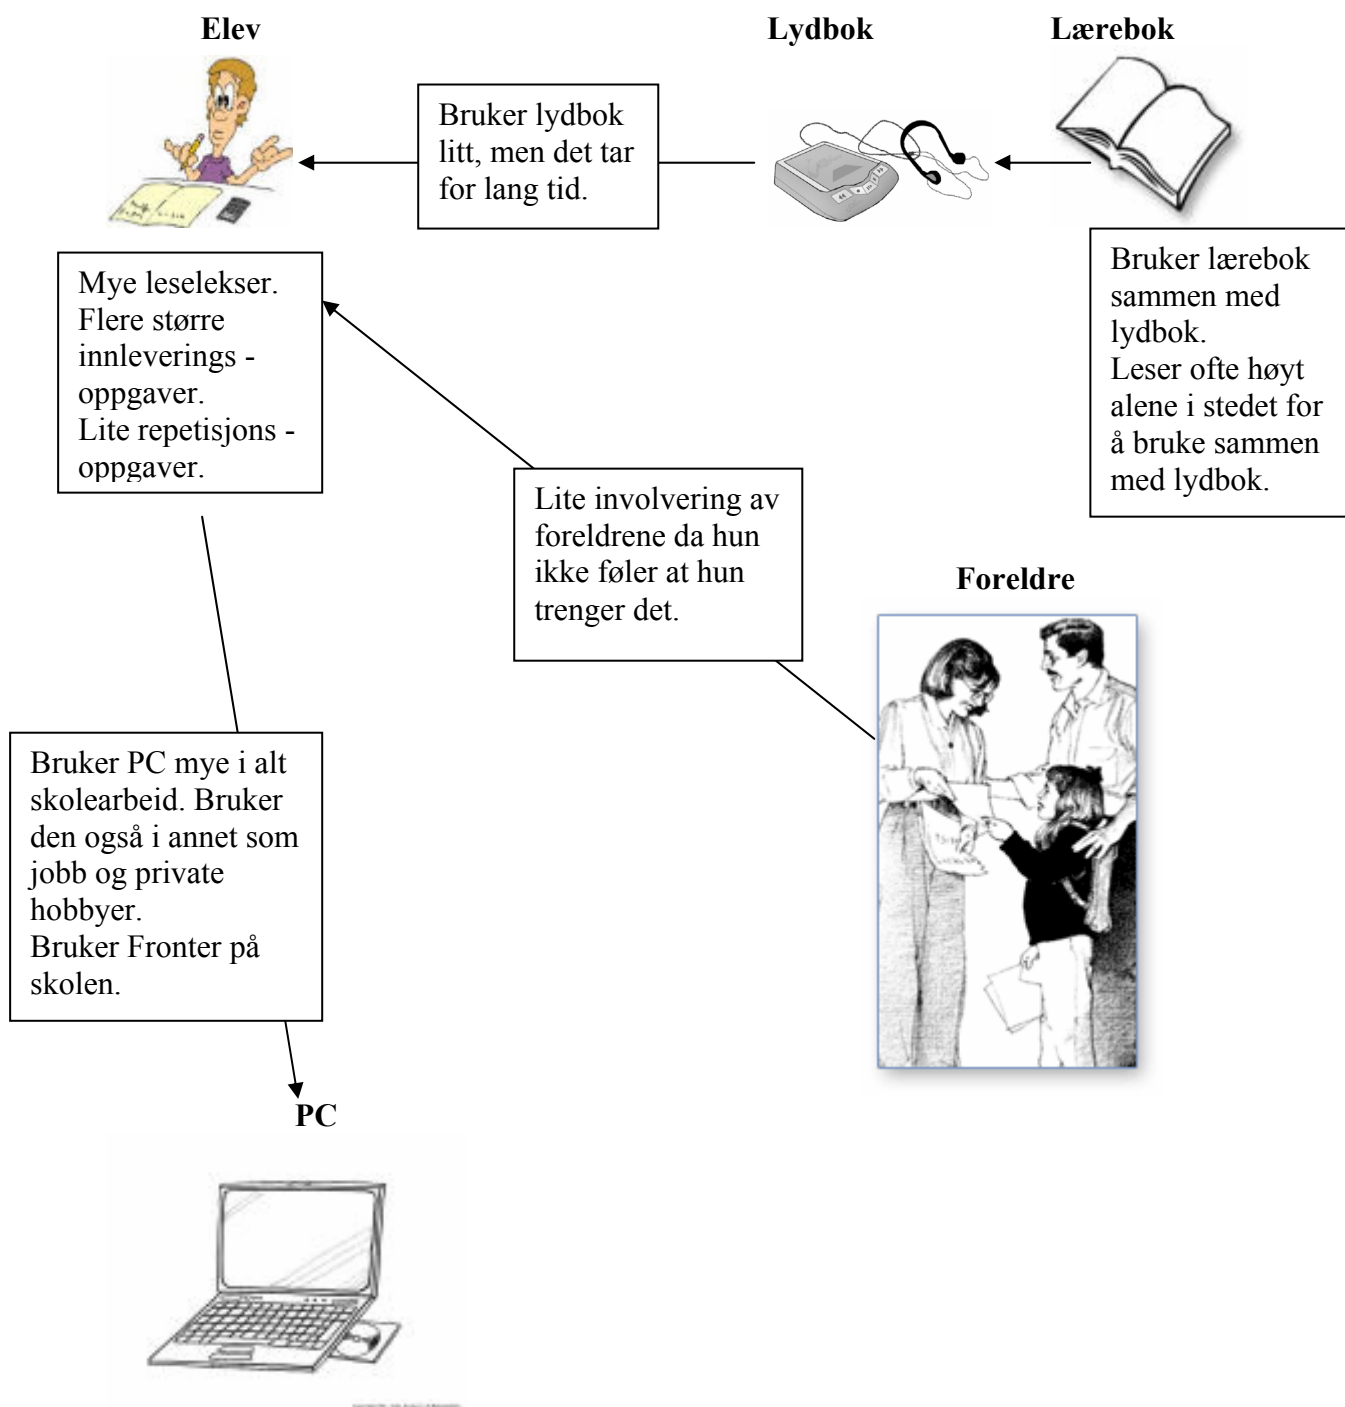 Elev
Lydbok
Lærebok
Bruker lydbok
litt, men det tar
for lang tid.
Mye leselekser.
Flere større
innleverings -
oppgaver.
Lite repetisjons -
oppgaver.
Bruker lærebok
sammen med
lydbok.
Leser ofte høyt
alene i stedet for
å bruke sammen
med lydbok.
Lite involvering av
foreldrene da hun
ikke føler at hun
trenger det.
Foreldre
Bruker PC mye i alt
skolearbeid. Bruker
den også i annet som
jobb og private
hobbyer.
Bruker Fronter på
skolen.
PC